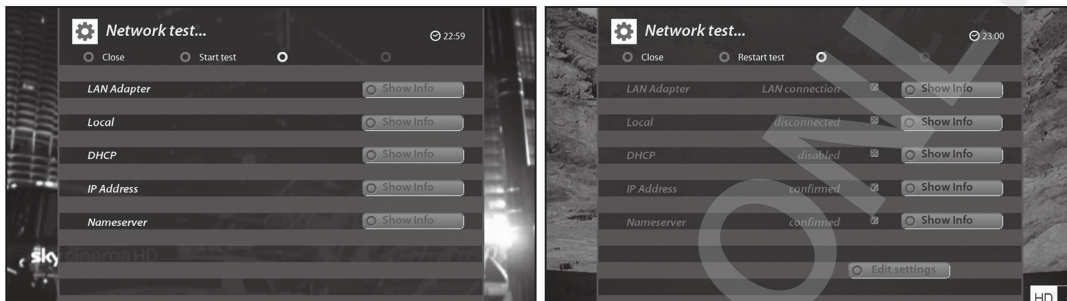 Network test...
22:59
Close Start test
LAN Adapter Show Info
Local Show Info
DHCP Show Info
IP Address Show Info
Nameserver Show Info
sky cinema HD
Network test...
23:00
Close Restart test
LAN Adapter LAN connection Show Info
Local disconnected Show Info
DHCP disabled Show Info
IP Address confirmed Show Info
Nameserver confirmed Show Info
Edit settings
HD
ONL